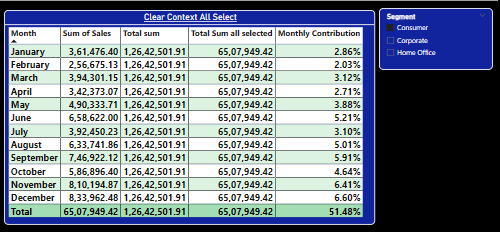 Clear Context All Select
Month Sum of Sales Total sum Total Sum all selected Monthly Contribution
January 3,61,476.40 1,26,42,501.91 65,07,949.42 2.86%
February 2,56,675.13 1,26,42,501.91 65,07,949.42 2.03%
March 3,94,301.15 1,26,42,501.91 65,07,949.42 3.12%
April 3,42,373.07 1,26,42,501.91 65,07,949.42 2.71%
May 4,90,333.71 1,26,42,501.91 65,07,949.42 3.88%
June 6,58,622.00 1,26,42,501.91 65,07,949.42 5.21%
July 3,92,450.23 1,26,42,501.91 65,07,949.42 3.10%
August 6,33,741.86 1,26,42,501.91 65,07,949.42 5.01%
September 7,46,922.12 1,26,42,501.91 65,07,949.42 5.91%
October 5,86,896.40 1,26,42,501.91 65,07,949.42 4.64%
November 8,10,194.87 1,26,42,501.91 65,07,949.42 6.41%
December 8,33,962.48 1,26,42,501.91 65,07,949.42 6.60%
Total 65,07,949.42 1,26,42,501.91 65,07,949.42 51.48%
Segment
Consumer
Corporate
Home Office